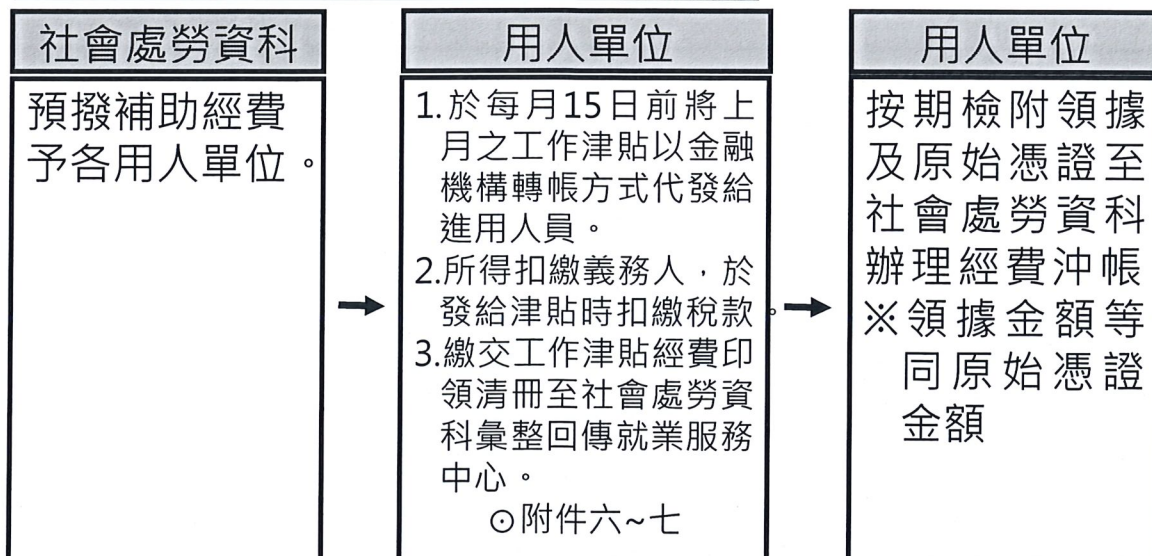 社會處勞資科
預撥補助經費
予各用人單位。
用人單位
1.於每月15日前將上
月之工作津貼以金融
機構轉帳方式代發給
進用人員。
2.所得扣繳義務人，於
發給津貼時扣繳稅款。
3.繳交工作津貼經費印
領清冊至社會處勞資
科彙整回傳就業服務
中心。
⊙附件六~七
用人單位
按期檢附領據
及原始憑證至
社會處勞資科
辦理經費沖帳
※領據金額等
同原始憑證
金額